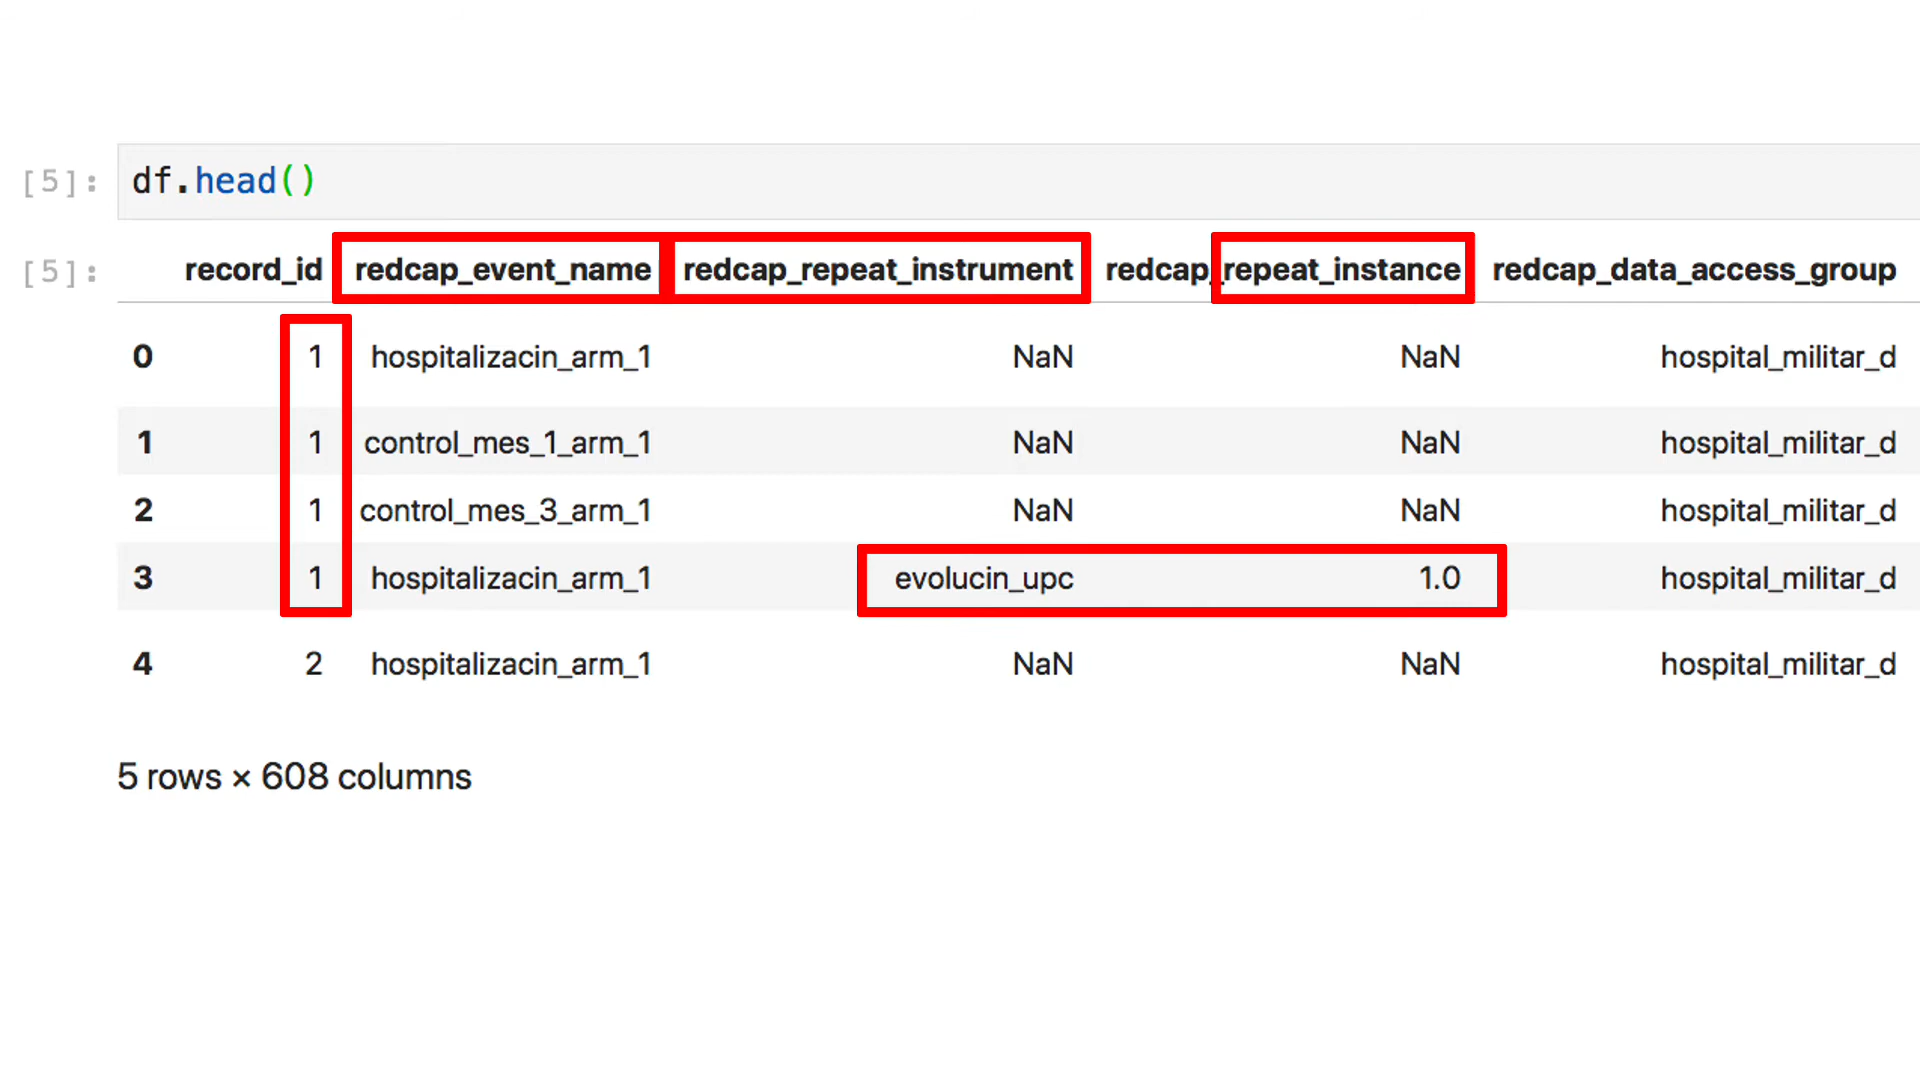 [5]: df.head()
[5]: record_id redcap_event_name redcap_repeat_instrument redcap_repeat_instance redcap_data_access_group
0 1 hospitalizacin_arm_1 NaN NaN hospital_militar_d
1 1 control_mes_1_arm_1 NaN NaN hospital_militar_d
2 1 control_mes_3_arm_1 NaN NaN hospital_militar_d
3 1 hospitalizacin_arm_1 evolucin_upc 1.0 hospital_militar_d
4 2 hospitalizacin_arm_1 NaN NaN hospital_militar_d
5 rows × 608 columns